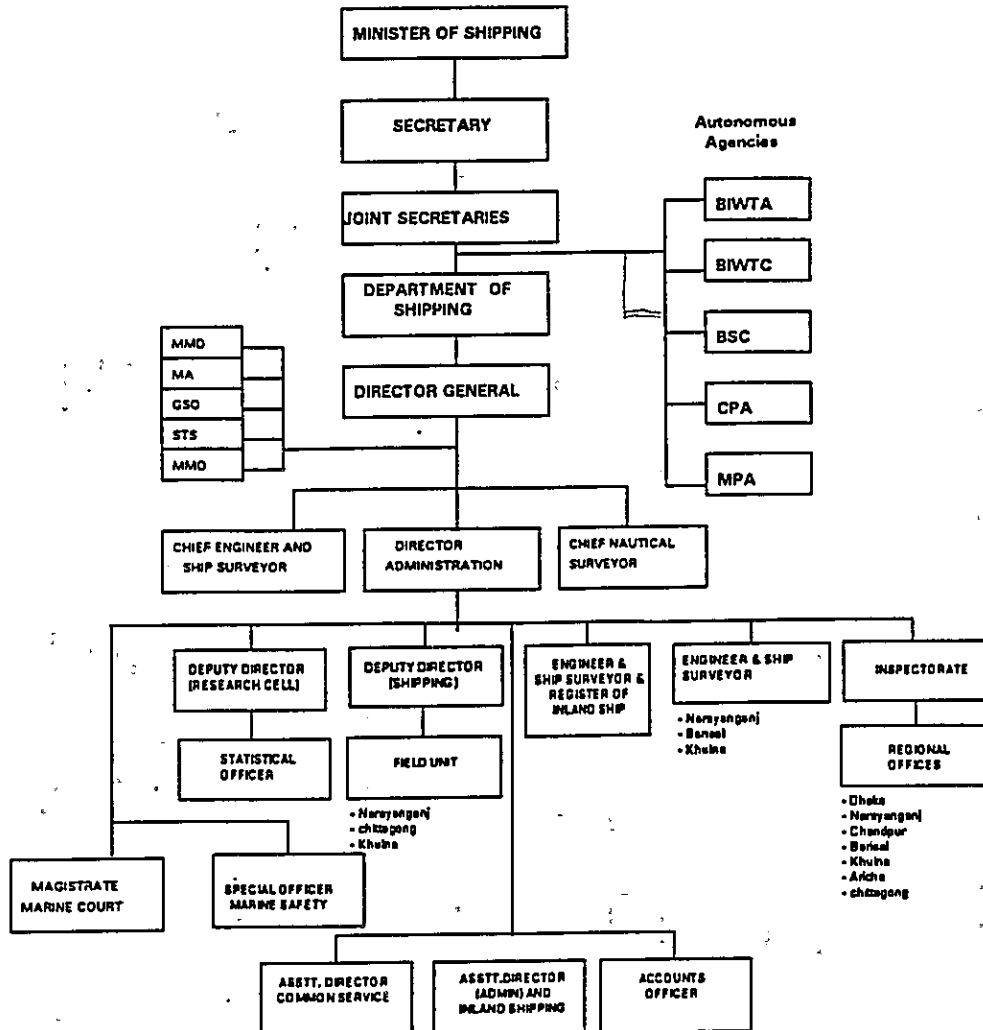 MINISTER OF SHIPPING
SECRETARY
Autonomous
Agencies
JOINT SECRETARIES
BIWTA
BIWTC
DEPARTMENT OF
SHIPPING
BSC
MMD
MA
GSO
STS
MMO
DIRECTOR GENERAL
CPA
MPA
CHIEF ENGINEER AND
SHIP SURVEYOR
DIRECTOR
ADMINISTRATION
CHIEF NAUTICAL
SURVEYOR
DEPUTY DIRECTOR
(RESEARCH CELL)
DEPUTY DIRECTOR
(SHIPPING)
ENGINEER &
SHIP SURVEYOR &
REGISTER OF
INLAND SHIP
ENGINEER & SHIP
SURVEYOR
- Narayanganj
- Barisal
- Khulna
INSPECTORATE
STATISTICAL
OFFICER
FIELD UNIT
- Narayanganj
- chittagong
- Khulna
REGIONAL
OFFICES
- Dhaka
- Narayanganj
- Chandpur
- Barisal
- Khulna
- Aricha
- chittagong
MAGISTRATE
MARINE COURT
SPECIAL OFFICER
MARINE SAFETY
ASSTT. DIRECTOR
COMMON SERVICE
ASSTT.DIRECTOR
(ADMIN) AND
INLAND SHIPPING
ACCOUNTS
OFFICER